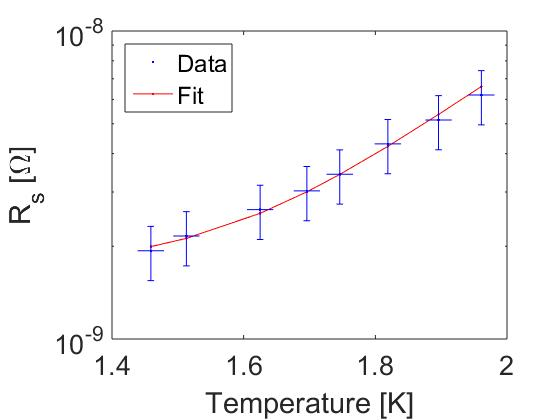 10^-8
Data
Fit
R_s [Ω]
10^-9
1.4 1.6 1.8 2
Temperature [K]